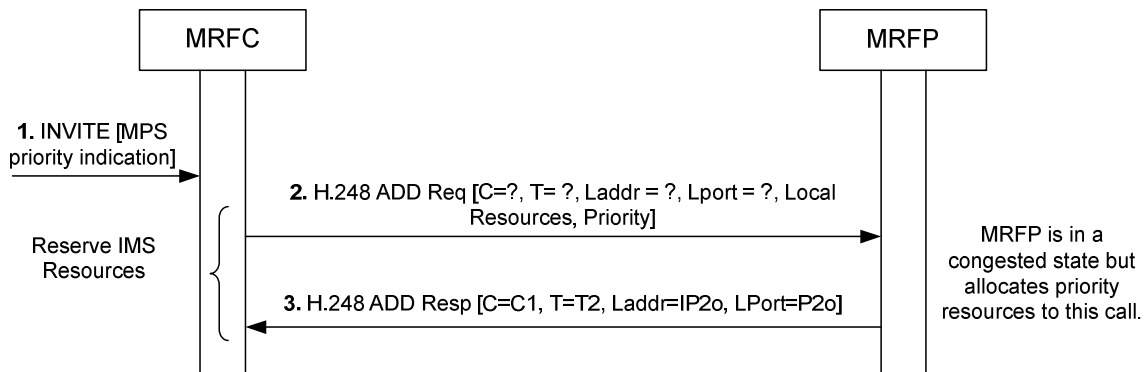 MRFC
MRFP
1. INVITE [MPS
priority indication]
2. H.248 ADD Req [C=?, T= ?, Laddr = ?, Lport = ?, Local
Resources, Priority]
Reserve IMS
Resources
MRFP is in a
congested state but
allocates priority
resources to this call.
3. H.248 ADD Resp [C=C1, T=T2, Laddr=IP2o, LPort=P2o]